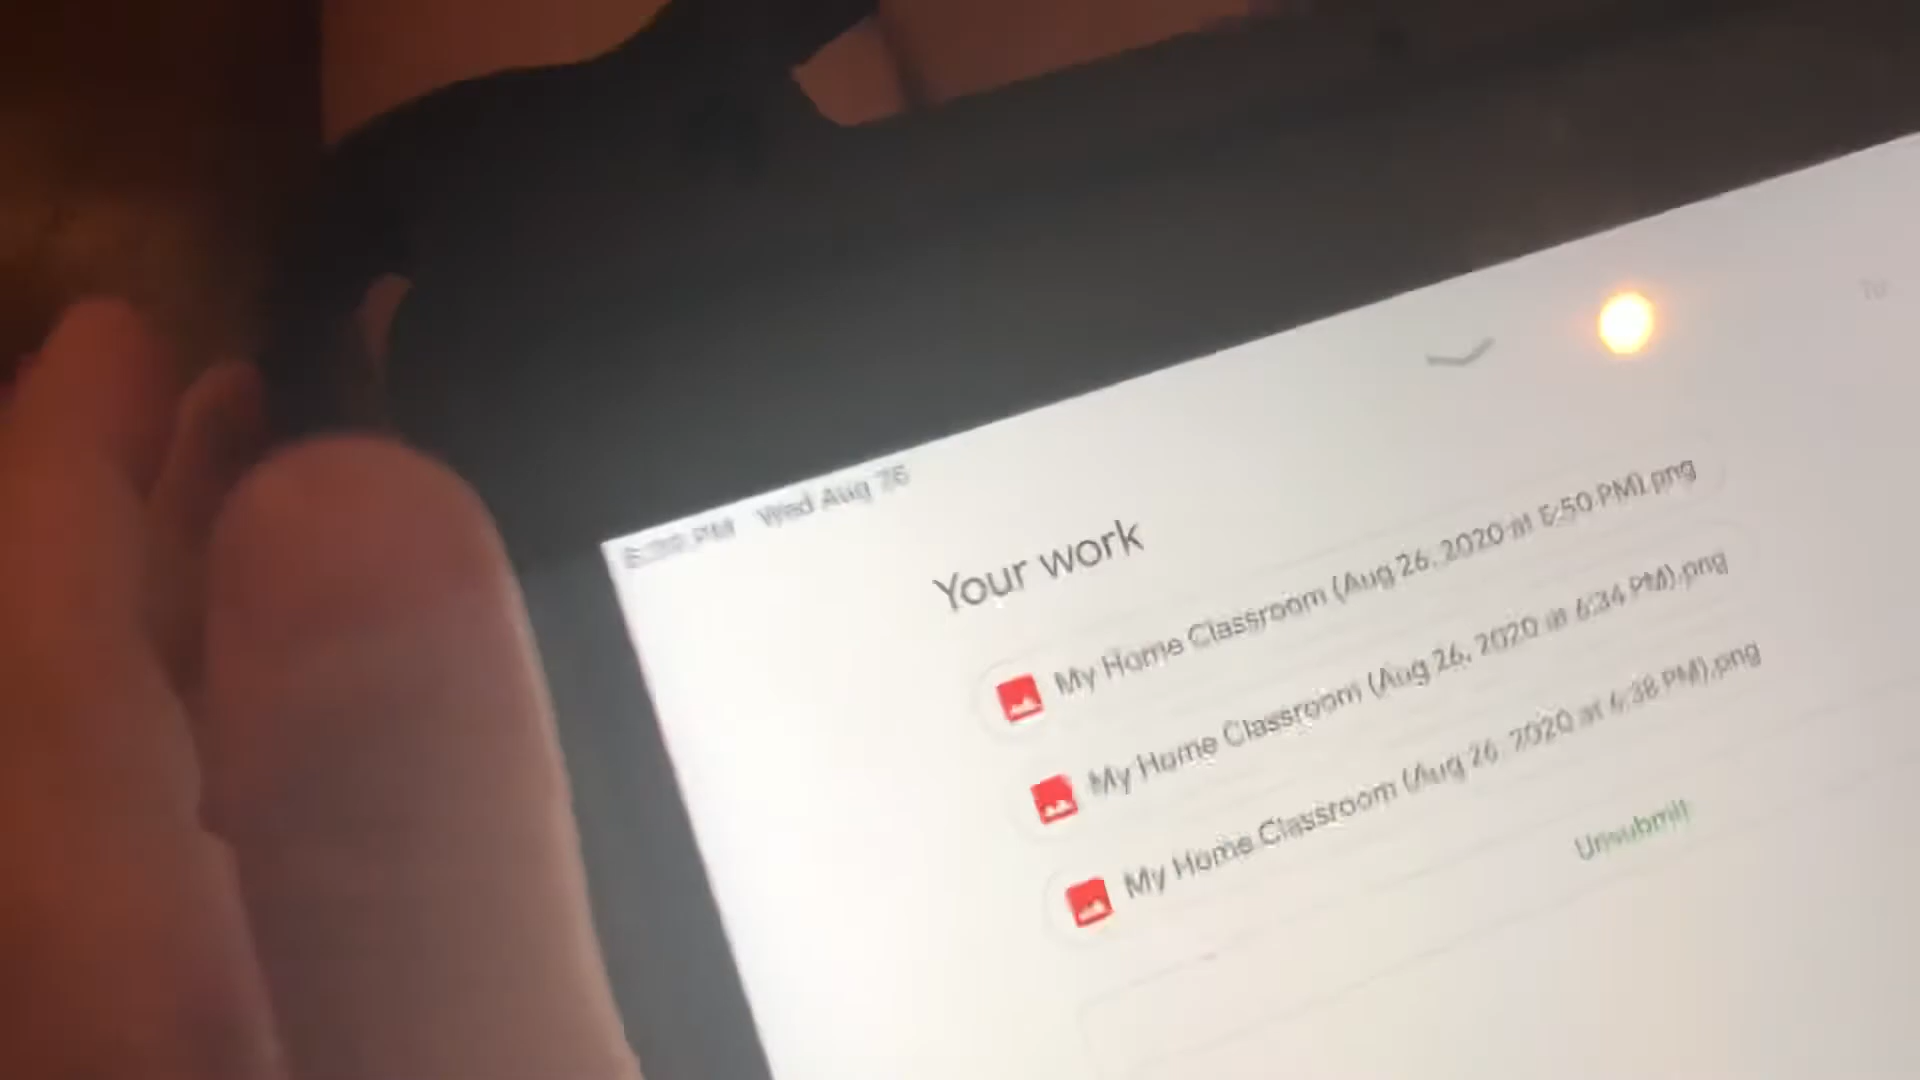 PM Wed Aug 26
Your work
My Home Classroom (Aug 26, 2020 at 6:50 PM).png
My Home Classroom (Aug 26, 2020 at 6:34 PM).png
My Home Classroom (Aug 26, 2020 at 6:38 PM).png
Unsubmit